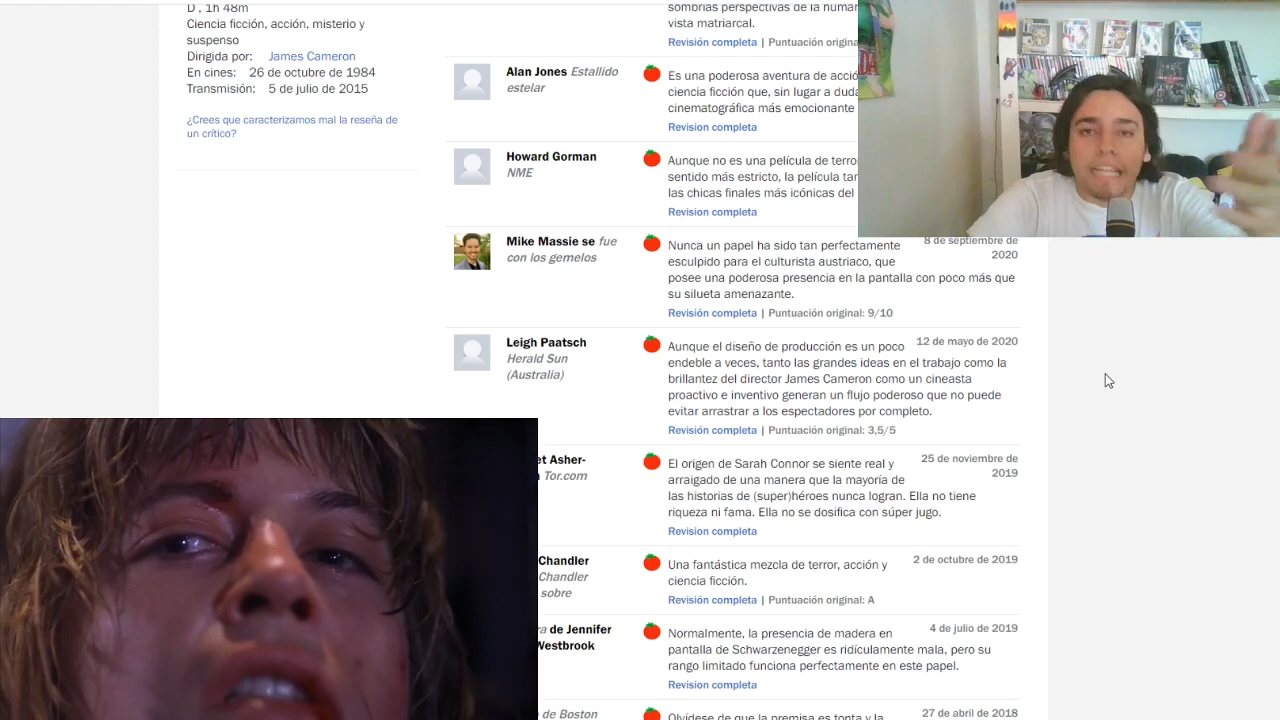 D , 1h 48m
Ciencia ficción, acción, misterio y
suspenso
Dirigida por: James Cameron
En cines: 26 de octubre de 1984
Transmisión: 5 de julio de 2015
¿Crees que caracterizamos mal la reseña de
un crítico?
sombrías perspectivas de la human
vista matriarcal.
Revisión completa | Puntuación origina
Alan Jones Estallido
estelar
Es una poderosa aventura de acció
ciencia ficción que, sin lugar a duda
cinematográfica más emocionante
Revision completa
Howard Gorman
NME
Aunque no es una película de terro
sentido más estricto, la película tar
las chicas finales más icónicas del
Revision completa
Mike Massie se fue
con los gemelos
Nunca un papel ha sido tan perfectamente
esculpido para el culturista austriaco, que
posee una poderosa presencia en la pantalla con poco más que
su silueta amenazante.
8 de septiembre de
2020
Revisión completa | Puntuación original: 9/10
Leigh Paatsch
Herald Sun
(Australia)
Aunque el diseño de producción es un poco
endeble a veces, tanto las grandes ideas en el trabajo como la
brillantez del director James Cameron como un cineasta
proactivo e inventivo generan un flujo poderoso que no puede
evitar arrastrar a los espectadores por completo.
12 de mayo de 2020
Revisión completa | Puntuación original: 3,5/5
et Asher-
Tor.com
El origen de Sarah Connor se siente real y
arraigado de una manera que la mayoría de
las historias de (super)héroes nunca logran. Ella no tiene
riqueza ni fama. Ella no se dosifica con súper jugo.
25 de noviembre de
2019
Revision completa
Chandler
Chandler
sobre
Una fantástica mezcla de terror, acción y
ciencia ficción.
2 de octubre de 2019
Revisión completa | Puntuación original: A
ra de Jennifer
Westbrook
Normalmente, la presencia de madera en
pantalla de Schwarzenegger es ridículamente mala, pero su
rango limitado funciona perfectamente en este papel.
4 de julio de 2019
Revision completa
de Boston
Olvídese de que la premisa es tonta y la
27 de abril de 2018